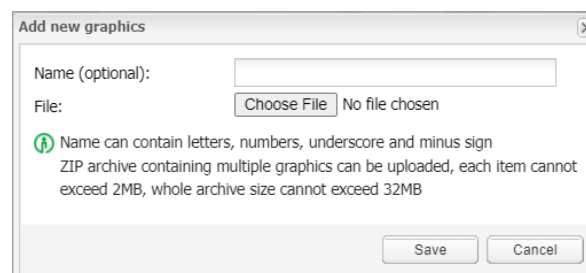 Add new graphics
Name (optional):
File: Choose File No file chosen
Name can contain letters, numbers, underscore and minus sign
ZIP archive containing multiple graphics can be uploaded, each item cannot
exceed 2MB, whole archive size cannot exceed 32MB
Save Cancel